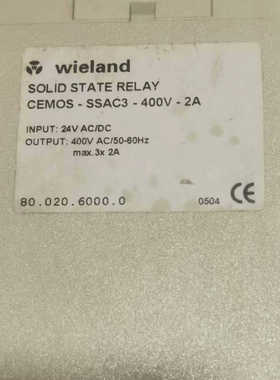 wieland
SOLID STATE RELAY
CEMOS - SSAC3 - 400V - 2A
INPUT: 24V AC/DC
OUTPUT: 400V AC/50-60Hz
max.3x 2A
80.020.6000.0 0504 CE